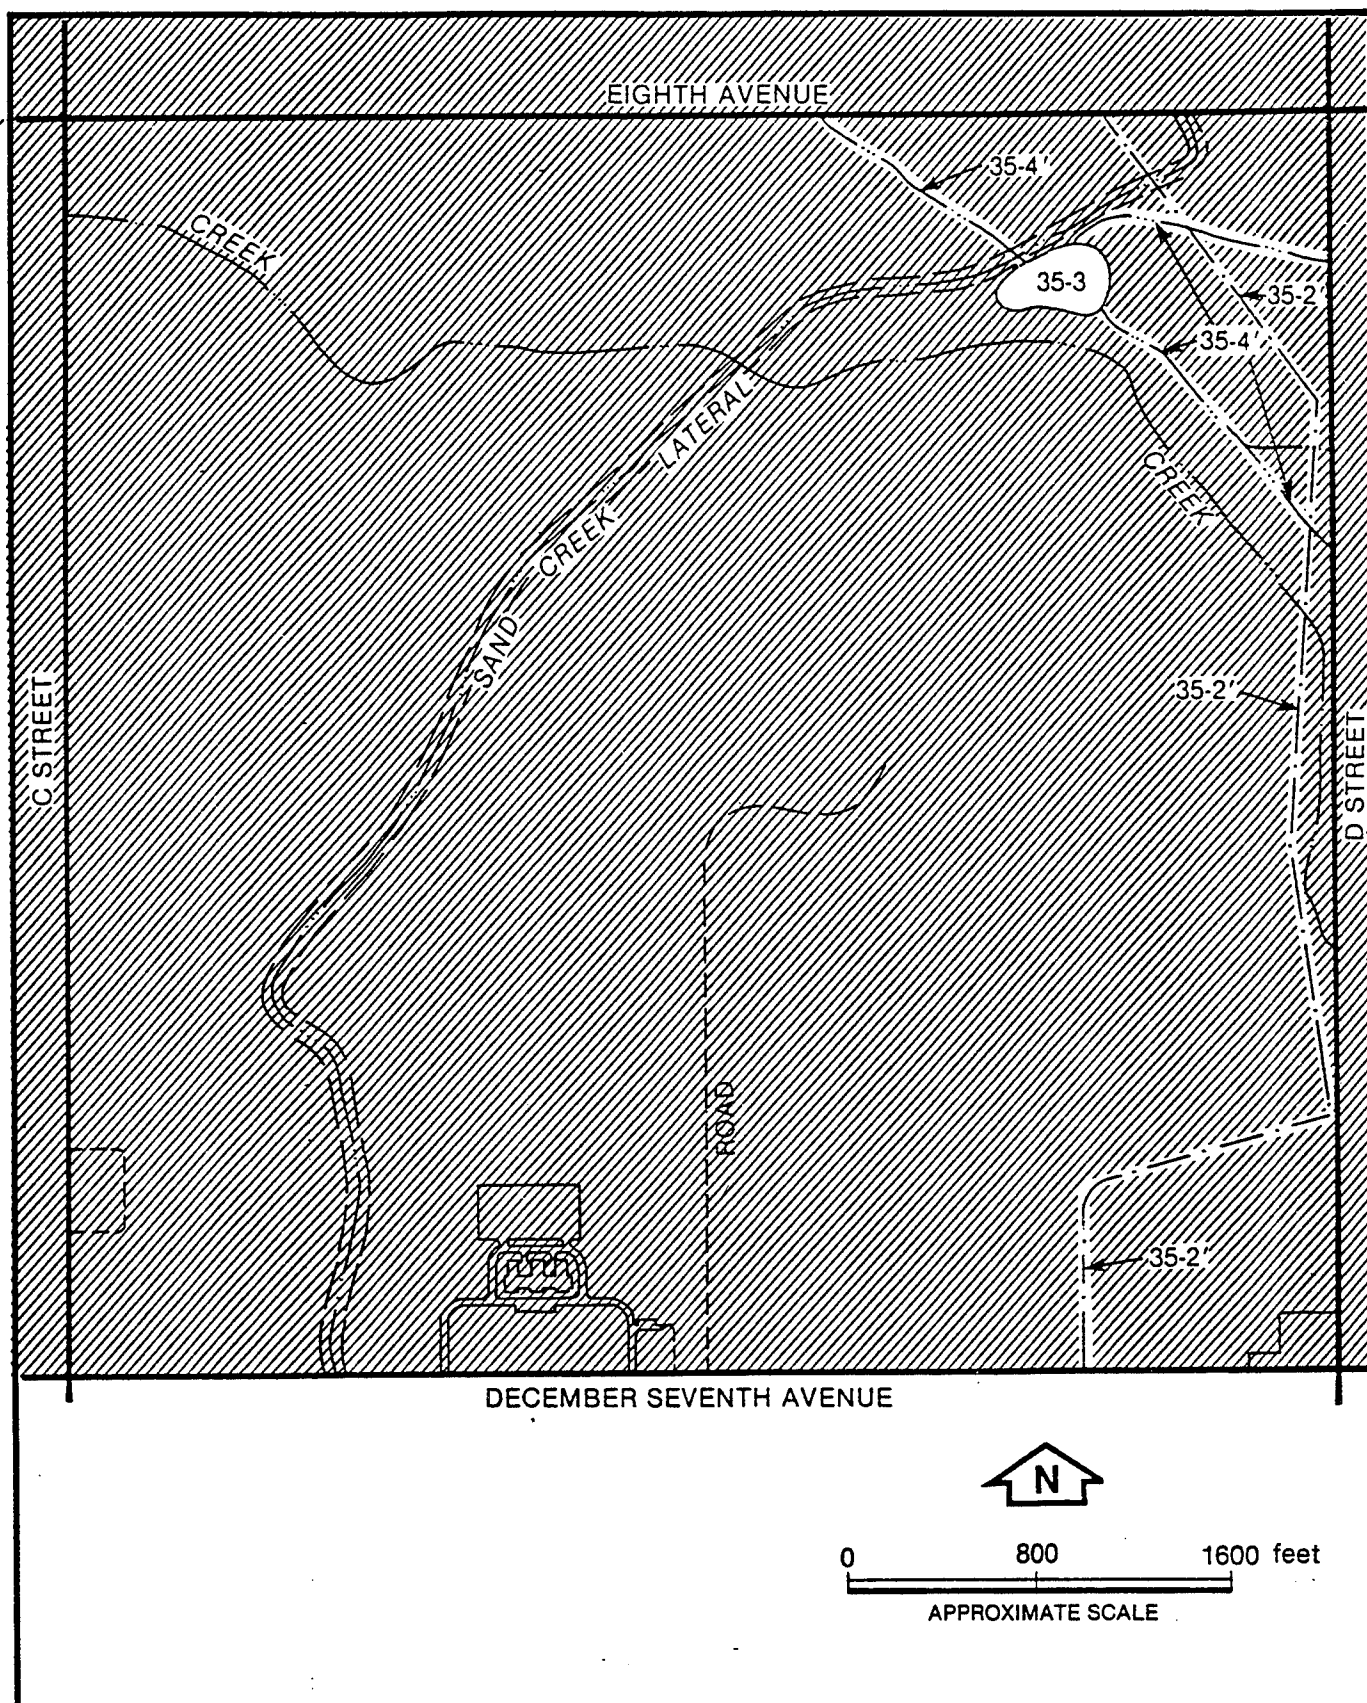 EIGHTH AVENUE
35-4'
CREEK
35-3
35-2'
35-4'
LATERAL
CREEK
CREEK
SAND
35-2'
C STREET
D STREET
ROAD
35-2'
DECEMBER SEVENTH AVENUE
N
0 800 1600 feet
APPROXIMATE SCALE